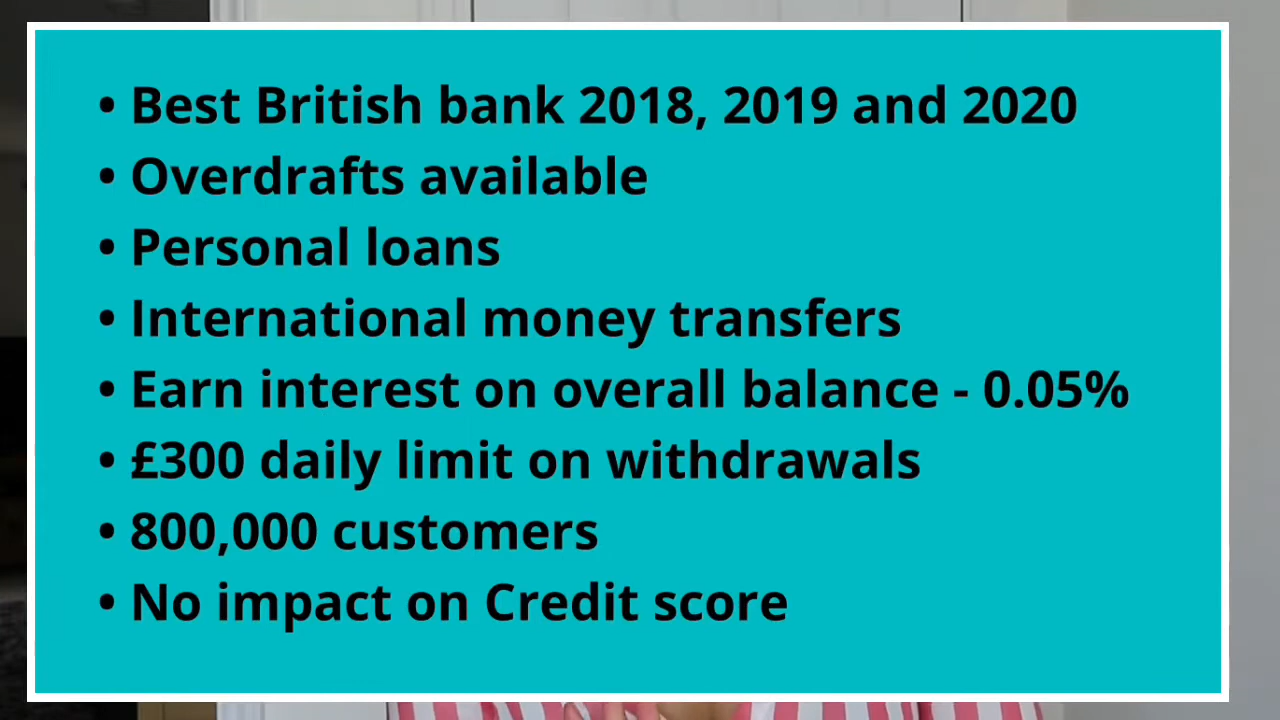 • Best British bank 2018, 2019 and 2020
• Overdrafts available
• Personal loans
• International money transfers
• Earn interest on overall balance - 0.05%
• £300 daily limit on withdrawals
• 800,000 customers
• No impact on Credit score